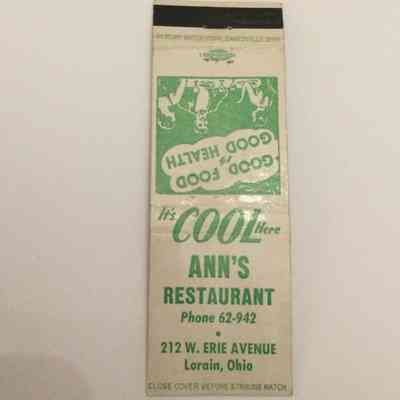 GOOD FOOD
for
GOOD HEALTH
It's COOL Here
ANN'S
RESTAURANT
Phone 62-942
•
212 W. ERIE AVENUE
Lorain, Ohio
CLOSE COVER BEFORE STRIKING MATCH